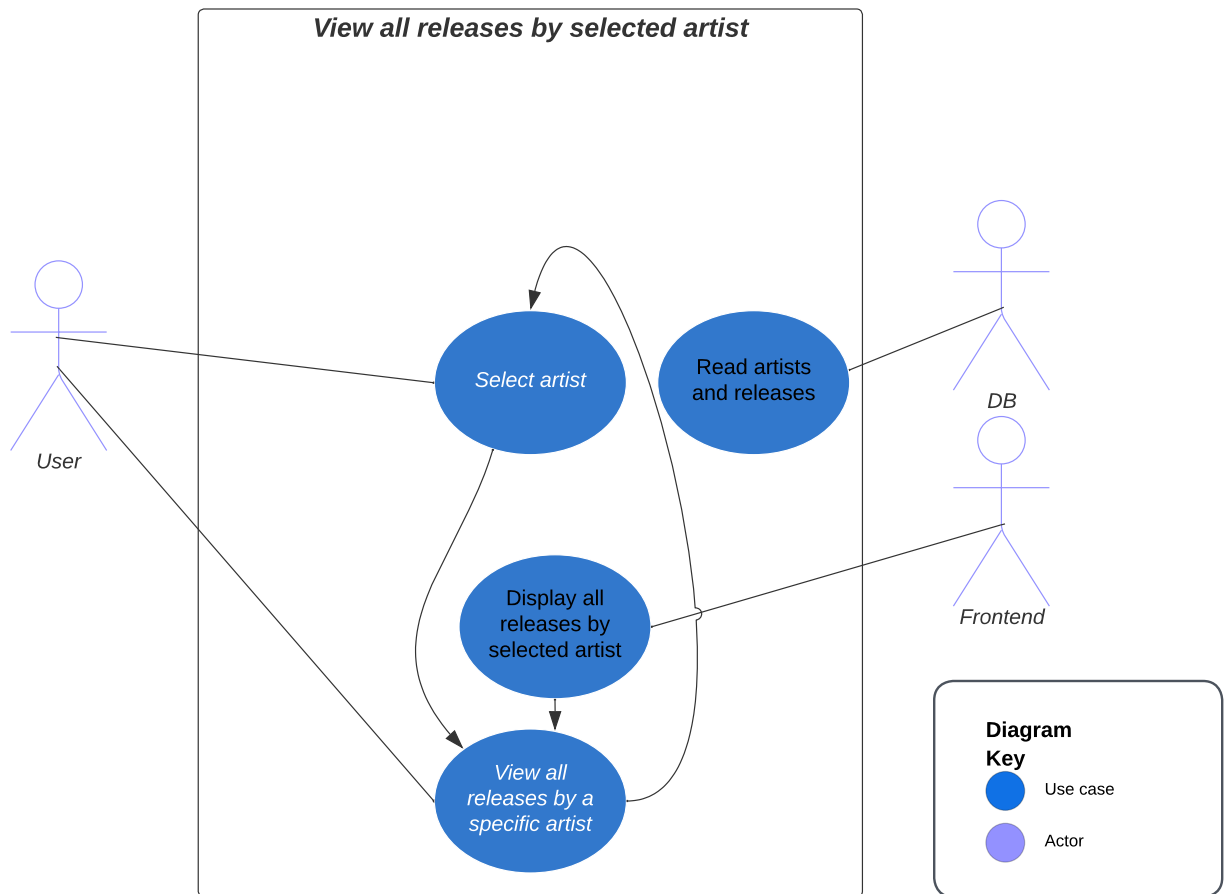 View all releases by selected artist
Select artist
Read artists
and releases
DB
User
Display all
releases by
selected artist
Frontend
View all
releases by a
specific artist
Diagram
Key
Use case
Actor